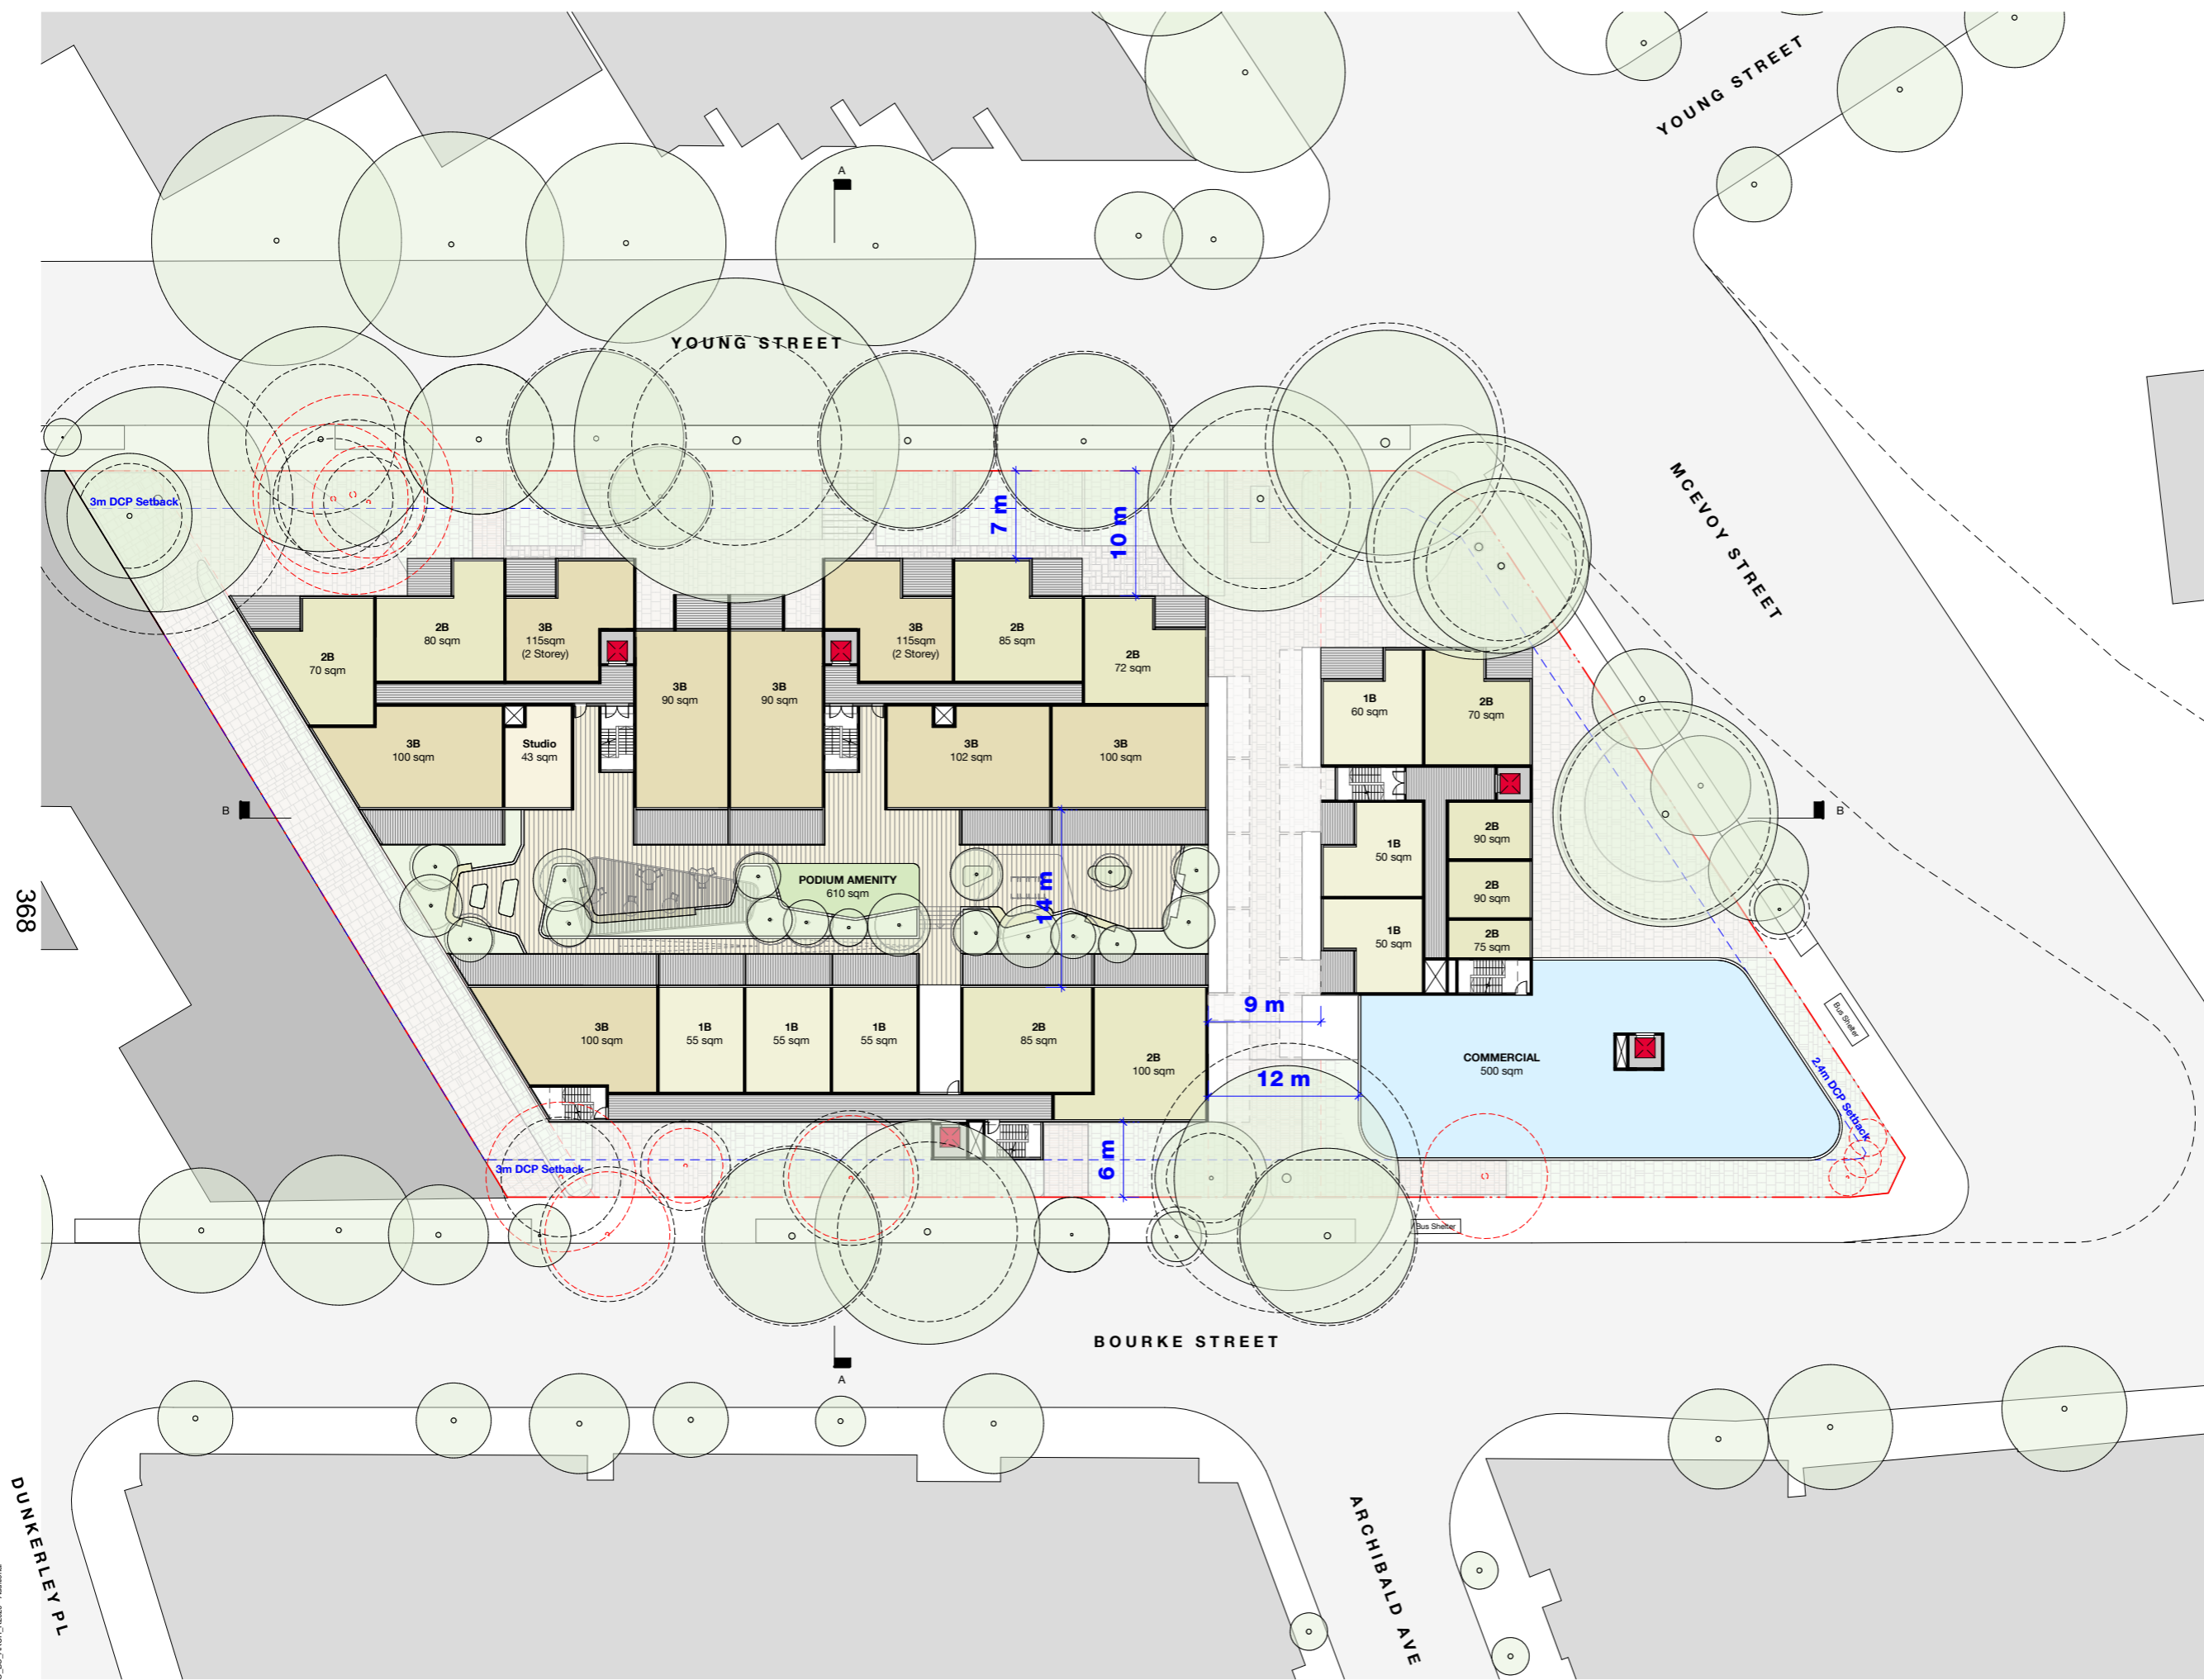 YOUNG STREET
A
YOUNG STREET
MCEVOY STREET
3m DCP Setback
7 m
10 m
2B
80 sqm
3B
115sqm
(2 Storey)
3B
115sqm
(2 Storey)
2B
85 sqm
2B
70 sqm
2B
72 sqm
3B
90 sqm
3B
90 sqm
1B
60 sqm
2B
70 sqm
3B
100 sqm
Studio
43 sqm
3B
102 sqm
3B
100 sqm
B
B
2B
90 sqm
1B
50 sqm
PODIUM AMENITY
610 sqm
14 m
2B
90 sqm
368
1B
50 sqm
2B
75 sqm
9 m
Bus Shelter
3B
100 sqm
1B
55 sqm
1B
55 sqm
1B
55 sqm
2B
85 sqm
2B
100 sqm
COMMERCIAL
500 sqm
12 m
2.4m DCP Setback
6 m
3m DCP Setback
Bus Shelter
BOURKE STREET
A
DUNKERLEY PL
ARCHIBALD AVE